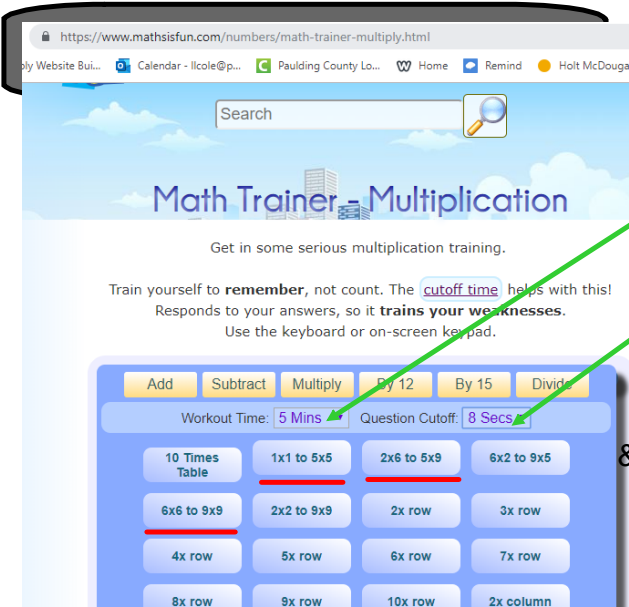 https://www.mathsisfun.com/numbers/math-trainer-multiply.html
ply Website Bui... Calendar - llcole@p... Paulding County Lo... Home Remind Holt McDouga
Search
Math Trainer - Multiplication
Get in some serious multiplication training.
Train yourself to remember, not count. The cutoff time helps with this!
Responds to your answers, so it trains your weaknesses.
Use the keyboard or on-screen keypad.
Add Subtract Multiply By 12 By 15 Divide
Workout Time: 5 Mins Question Cutoff: 8 Secs
10 Times Table
1x1 to 5x5 2x6 to 5x9 6x2 to 9x5
&
6x6 to 9x9 2x2 to 9x9 2x row 3x row
4x row 5x row 6x row 7x row
8x row 9x row 10x row 2x column